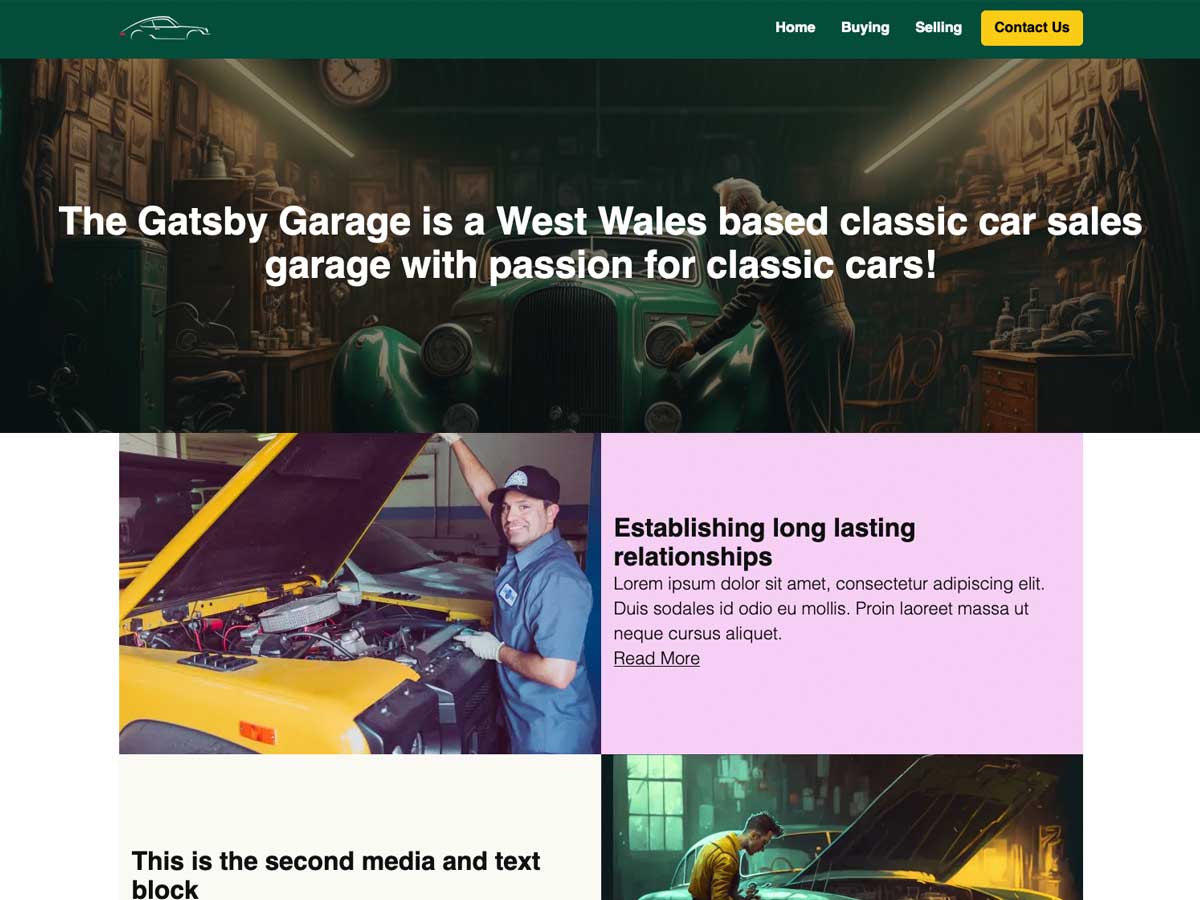 Home Buying Selling Contact Us
The Gatsby Garage is a West Wales based classic car sales
garage with passion for classic cars!
Establishing long lasting
relationships
Lorem ipsum dolor sit amet, consectetur adipiscing elit.
Duis sodales id odio eu mollis. Proin laoreet massa ut
neque cursus aliquet.
Read More
This is the second media and text
block